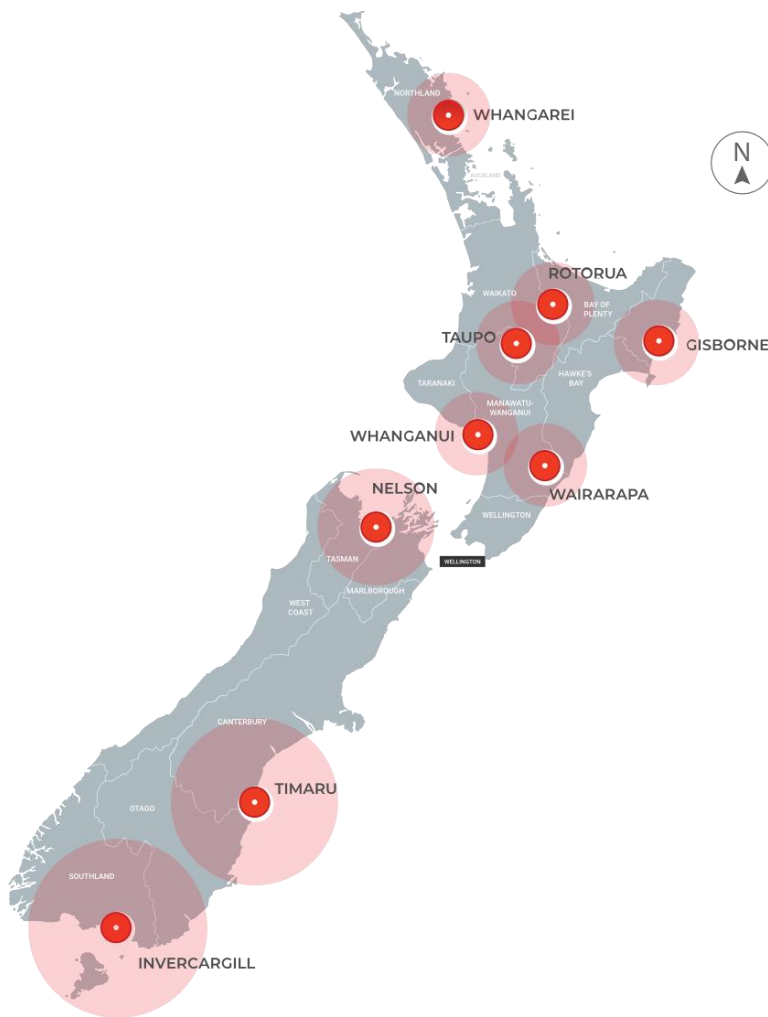 NORTHLAND
WHANGAREI
N
AUCKLAND
ROTORUA
WAIKATO
BAY OF
PLENTY
TAUPO
GISBORNE
HAWKE'S
BAY
TARANAKI
MANAWATU-
WANGANUI
WHANGANUI
NELSON
WAIRARAPA
WELLINGTON
TASMAN
WELLINGTON
MARLBOROUGH
WEST
COAST
CANTERBURY
TIMARU
OTAGO
SOUTHLAND
INVERCARGILL